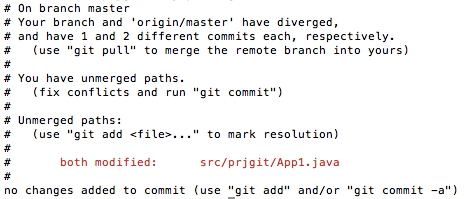 # On branch master
# Your branch and 'origin/master' have diverged,
# and have 1 and 2 different commits each, respectively.
#   (use "git pull" to merge the remote branch into yours)
#
# You have unmerged paths.
#   (fix conflicts and run "git commit")
#
# Unmerged paths:
#   (use "git add <file>..." to mark resolution)
#
#       both modified:      src/prjgit/App1.java
#
no changes added to commit (use "git add" and/or "git commit -a")